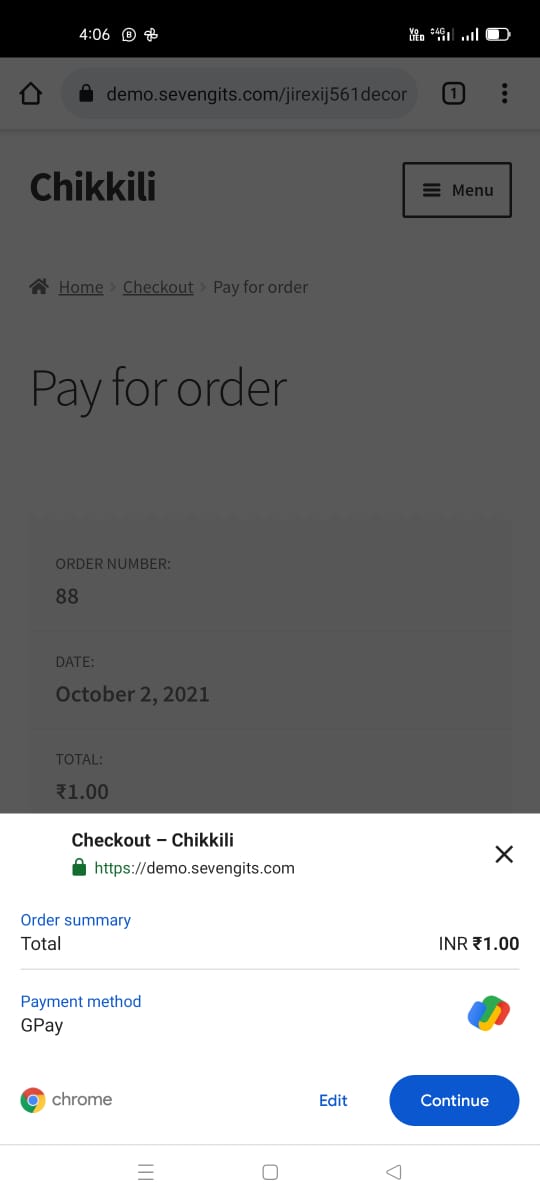 4:06
Vo LTED 4G
demo.sevengits.com/jirexij561decor
1
Chikkili
Menu
Home › Checkout › Pay for order
Pay for order
ORDER NUMBER:
88
DATE:
October 2, 2021
TOTAL:
₹1.00
Checkout – Chikkili
https://demo.sevengits.com
Order summary
Total INR ₹1.00
Payment method
GPay
chrome
Edit
Continue